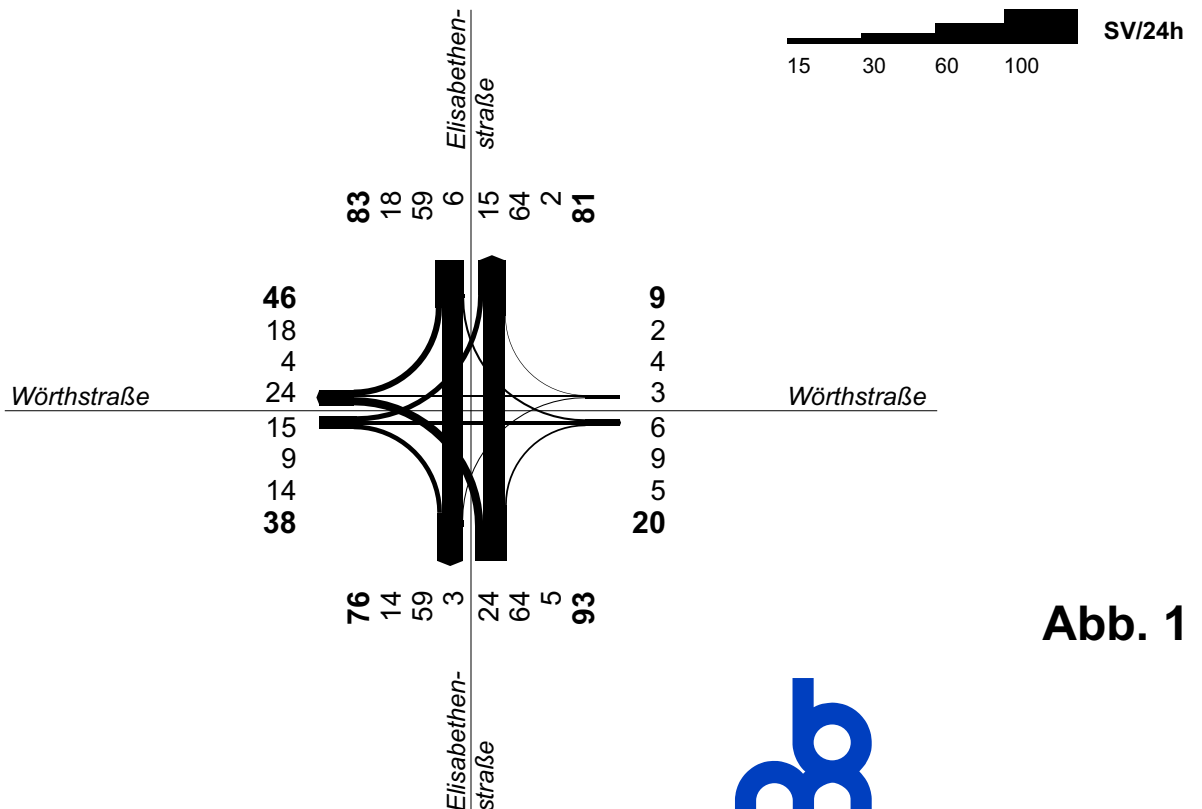 Elisabethen-
straße
SV/24h
15 30 60 100
83 18 59 6 15 64 2 81
46
18
4
24
15
9
14
38
9
2
4
3
6
9
5
20
Wörthstraße
Wörthstraße
76 14 59 3 24 64 5 93
Abb. 1
Elisabethen-
straße